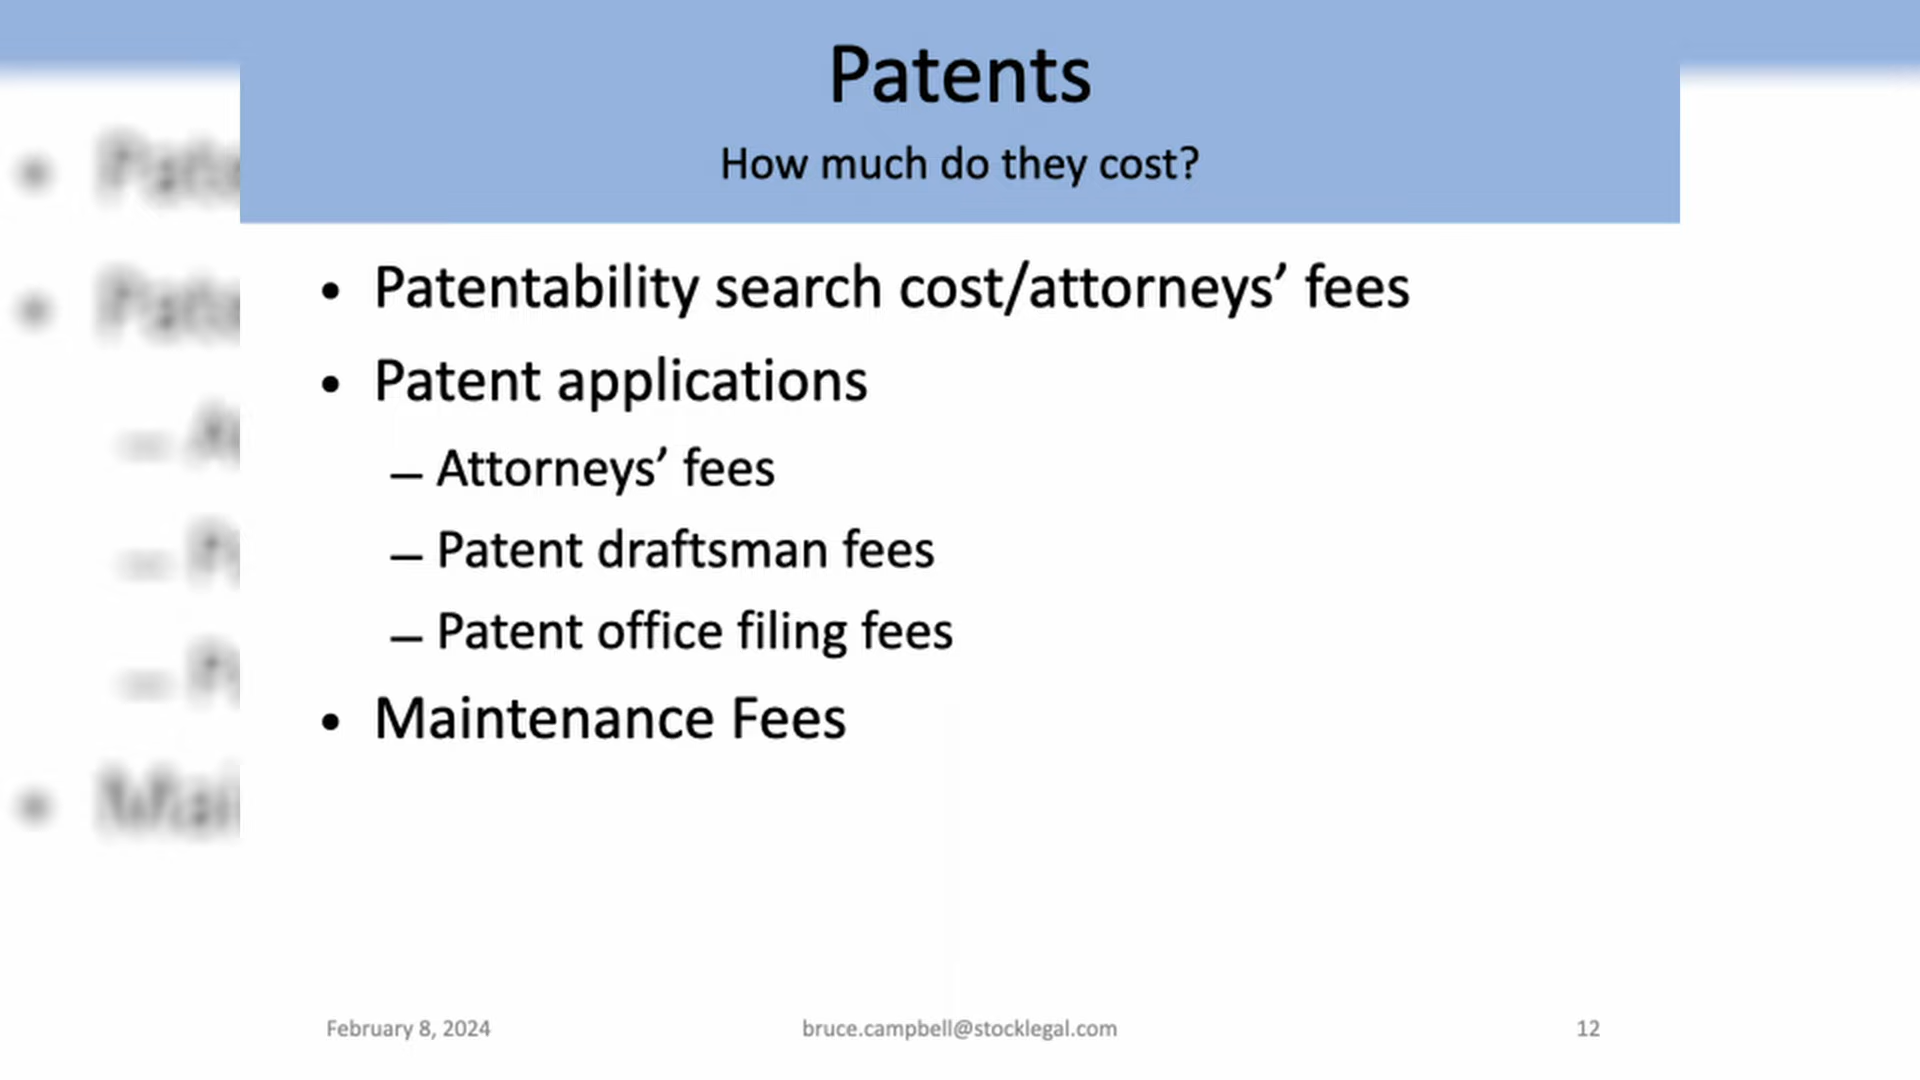 Patents
How much do they cost?
• Patentability search cost/attorneys’ fees
• Patent applications
– Attorneys’ fees
– Patent draftsman fees
– Patent office filing fees
• Maintenance Fees
February 8, 2024
bruce.campbell@stocklegal.com
12